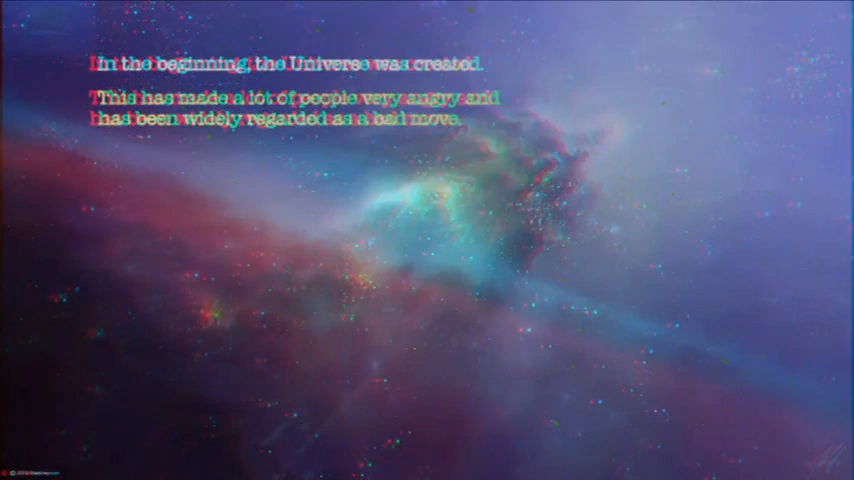 In the beginning, the Universe was created.
This has made a lot of people very angry and
has been widely regarded as a bad move.